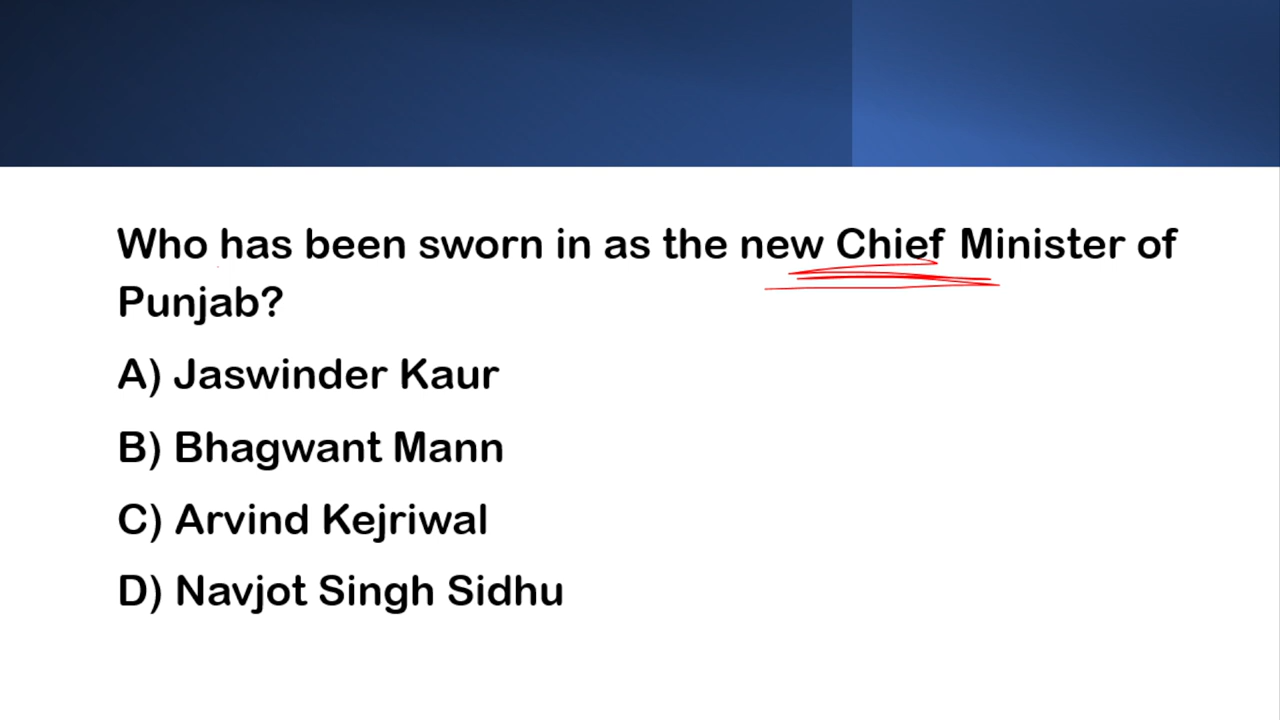 Who has been sworn in as the new Chief Minister of
Punjab?
A) Jaswinder Kaur
B) Bhagwant Mann
C) Arvind Kejriwal
D) Navjot Singh Sidhu